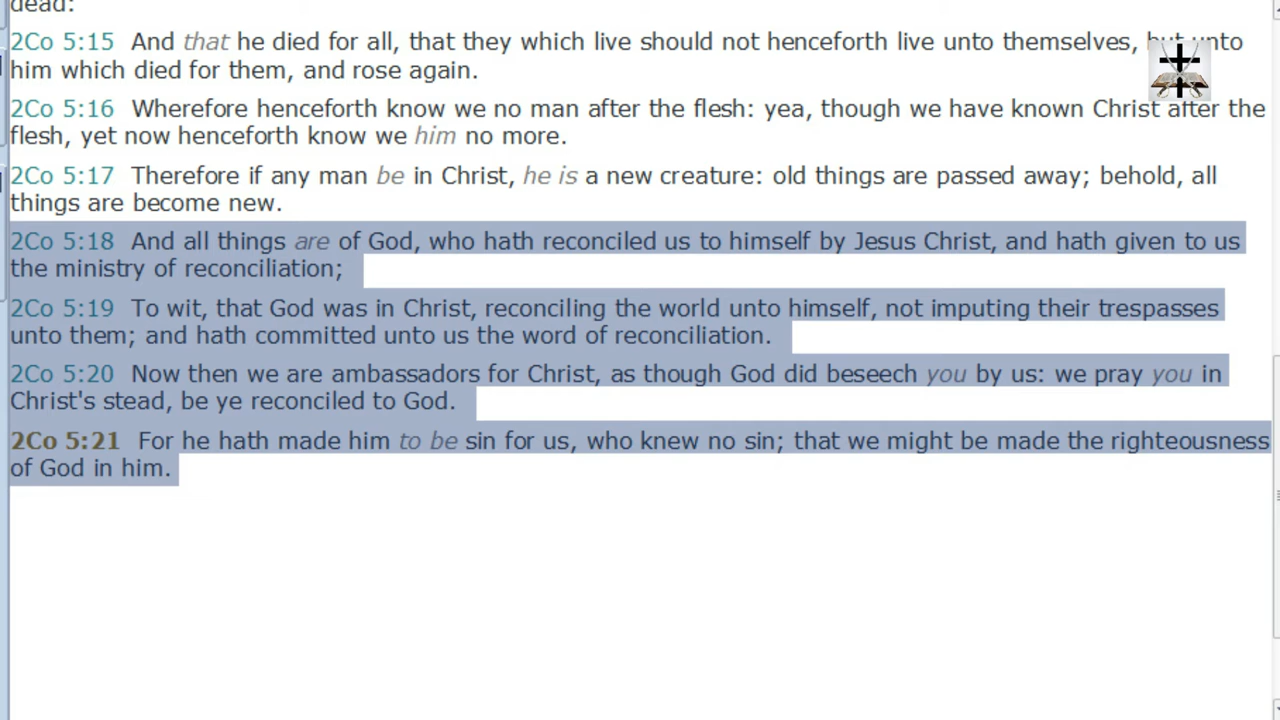 dead:
2Co 5:15 And that he died for all, that they which live should not henceforth live unto themselves, but unto
him which died for them, and rose again.
2Co 5:16 Wherefore henceforth know we no man after the flesh: yea, though we have known Christ after the
flesh, yet now henceforth know we him no more.
2Co 5:17 Therefore if any man be in Christ, he is a new creature: old things are passed away; behold, all
things are become new.
2Co 5:18 And all things are of God, who hath reconciled us to himself by Jesus Christ, and hath given to us
the ministry of reconciliation;
2Co 5:19 To wit, that God was in Christ, reconciling the world unto himself, not imputing their trespasses
unto them; and hath committed unto us the word of reconciliation.
2Co 5:20 Now then we are ambassadors for Christ, as though God did beseech you by us: we pray you in
Christ's stead, be ye reconciled to God.
2Co 5:21 For he hath made him to be sin for us, who knew no sin; that we might be made the righteousness
of God in him.